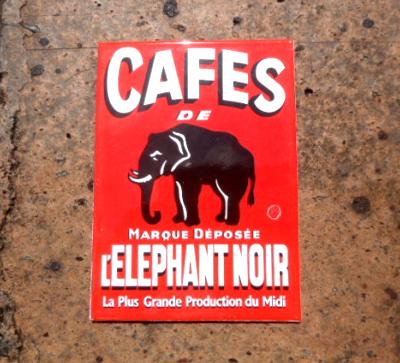 CAFES
DE
MARQUE DÉPOSÉE
L'ELEPHANT NOIR
La Plus Grande Production du Midi